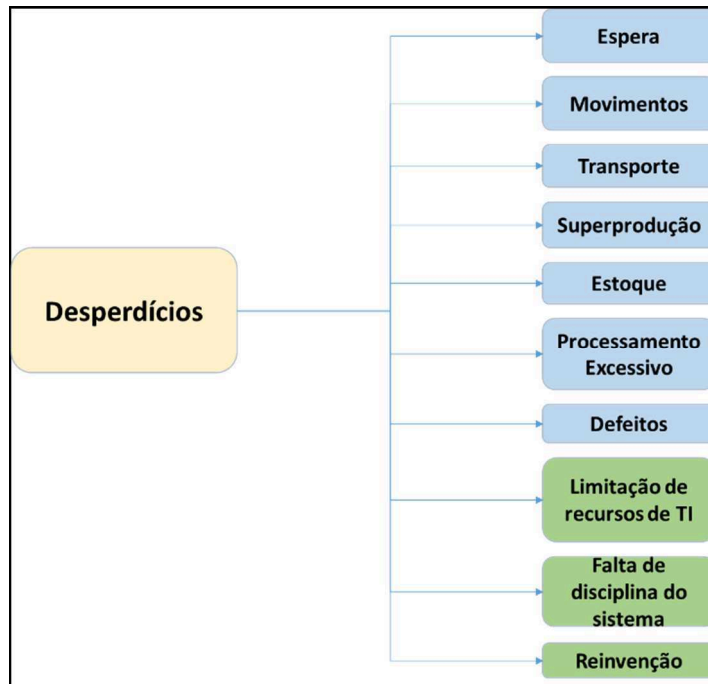 Espera
Movimentos
Transporte
Superprodução
Estoque
Desperdícios
Processamento
Excessivo
Defeitos
Limitação de
recursos de TI
Falta de
disciplina do
sistema
Reinvenção